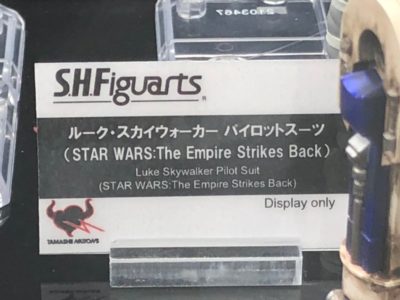 2103467
S.H.Figuarts
ルーク・スカイウォーカー パイロットスーツ
(STAR WARS:The Empire Strikes Back)
Luke Skywalker Pilot Suit
(STAR WARS:The Empire Strikes Back)
Display only
TAMASHII NATIONS